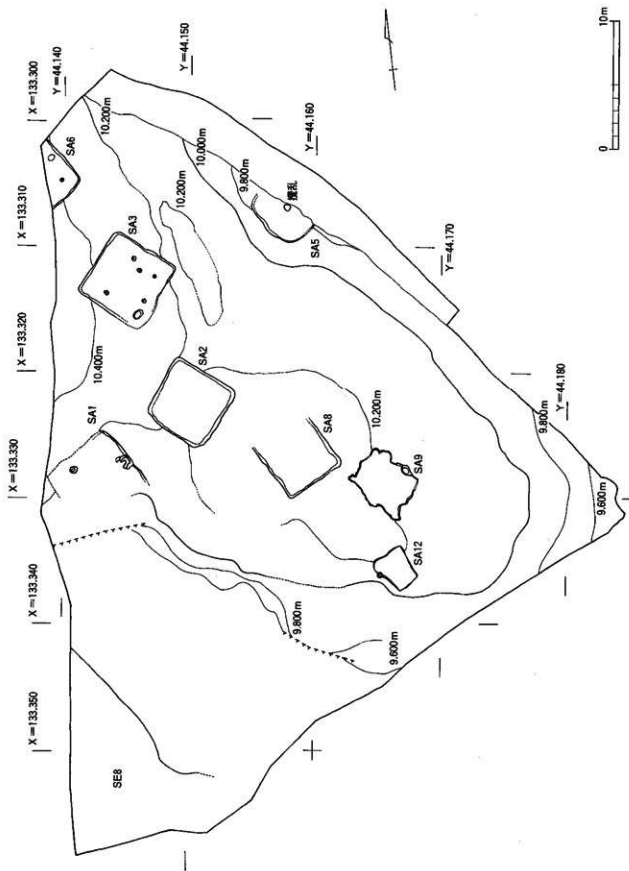 X＝133.300
X＝133.310
X＝133.320
X＝133.330
X＝133.340
X＝133.350
Y＝44.140
Y＝44.150
Y＝44.160
Y＝44.170
Y＝44.180
10m
0
SA6
10.200m
10.000m
9.800m
SA3
10.200m
攪乱
SA5
10.400m
SA2
SA1
SA8
10.200m
SA9
SA12
9.800m
9.600m
9.800m
9.600m
SE8